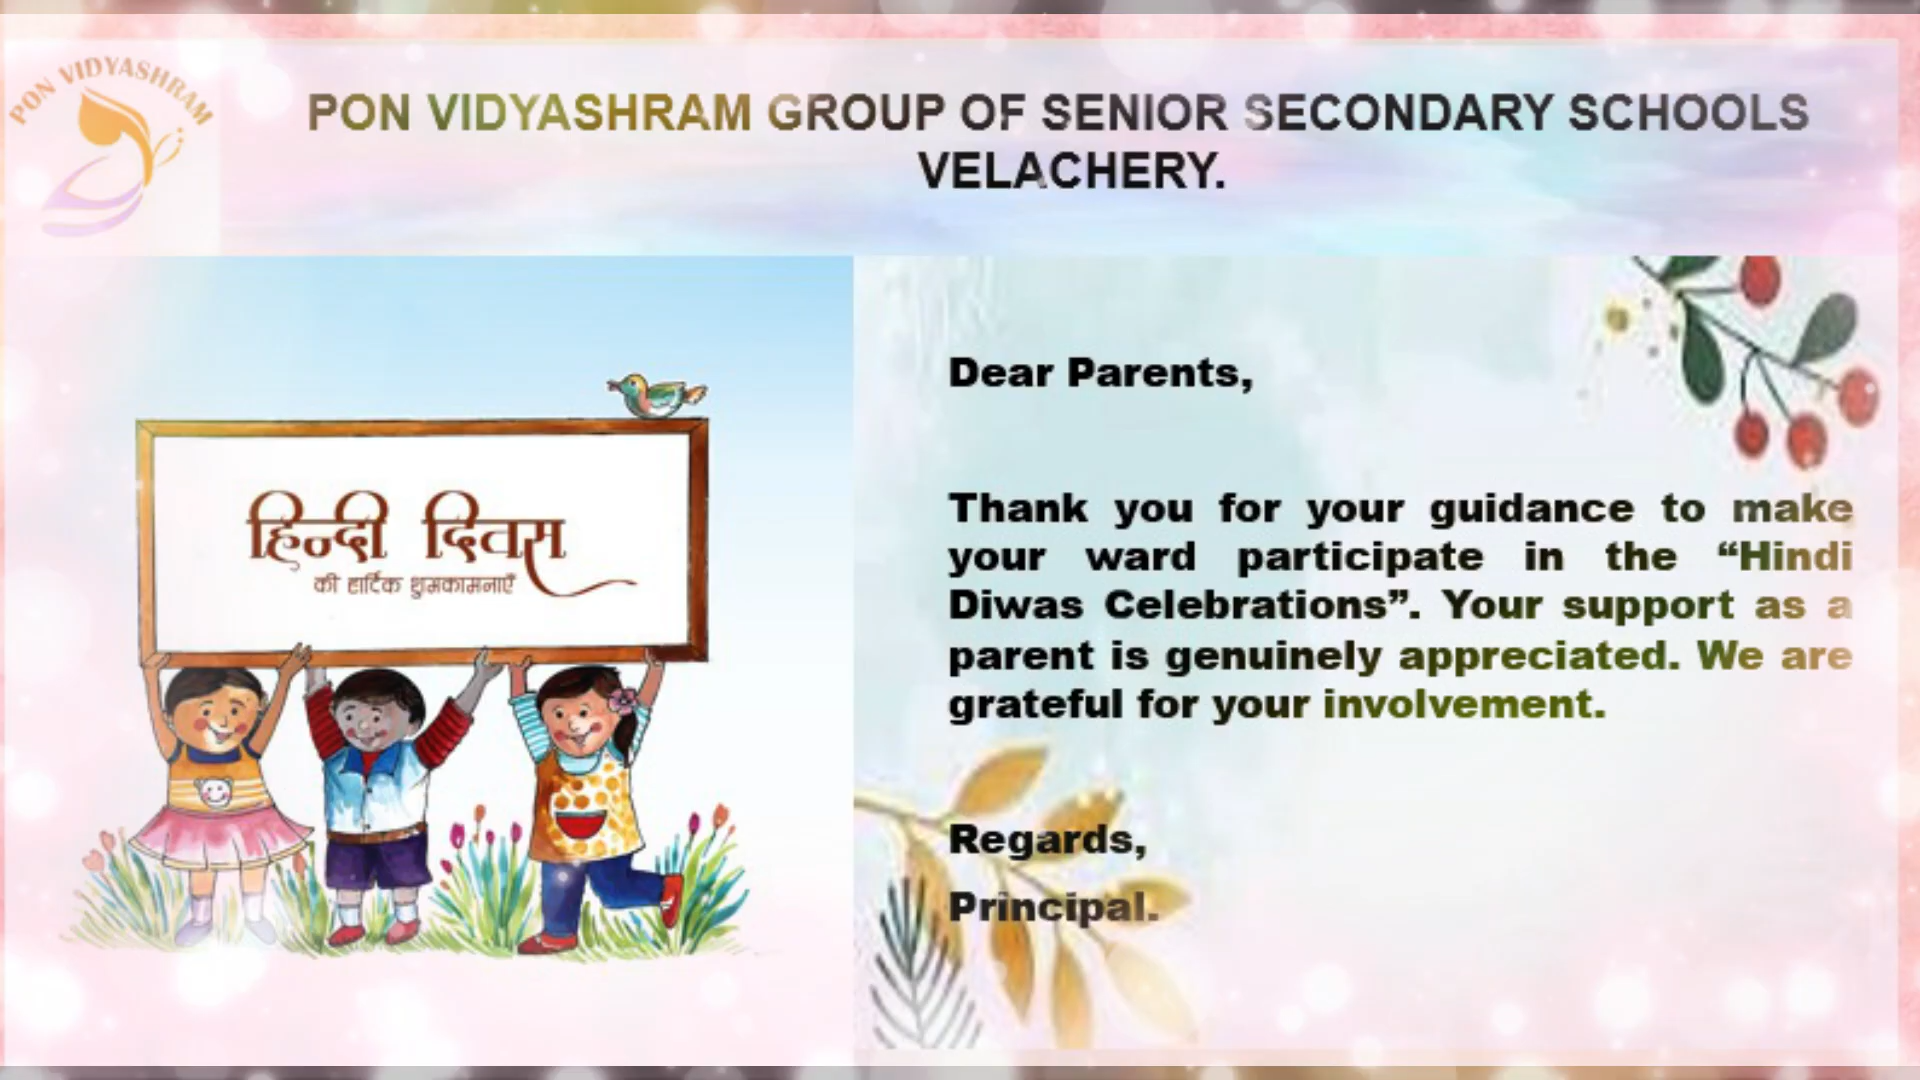 PON VIDYASHRAM
PON VIDYASHRAM GROUP OF SENIOR SECONDARY SCHOOLS
VELACHERY.
हिन्दी दिवस
की हार्दिक शुभकामनाएँ
Dear Parents,
Thank you for your guidance to make
your ward participate in the “Hindi
Diwas Celebrations”. Your support as a
parent is genuinely appreciated. We are
grateful for your involvement.
Regards,
Principal.